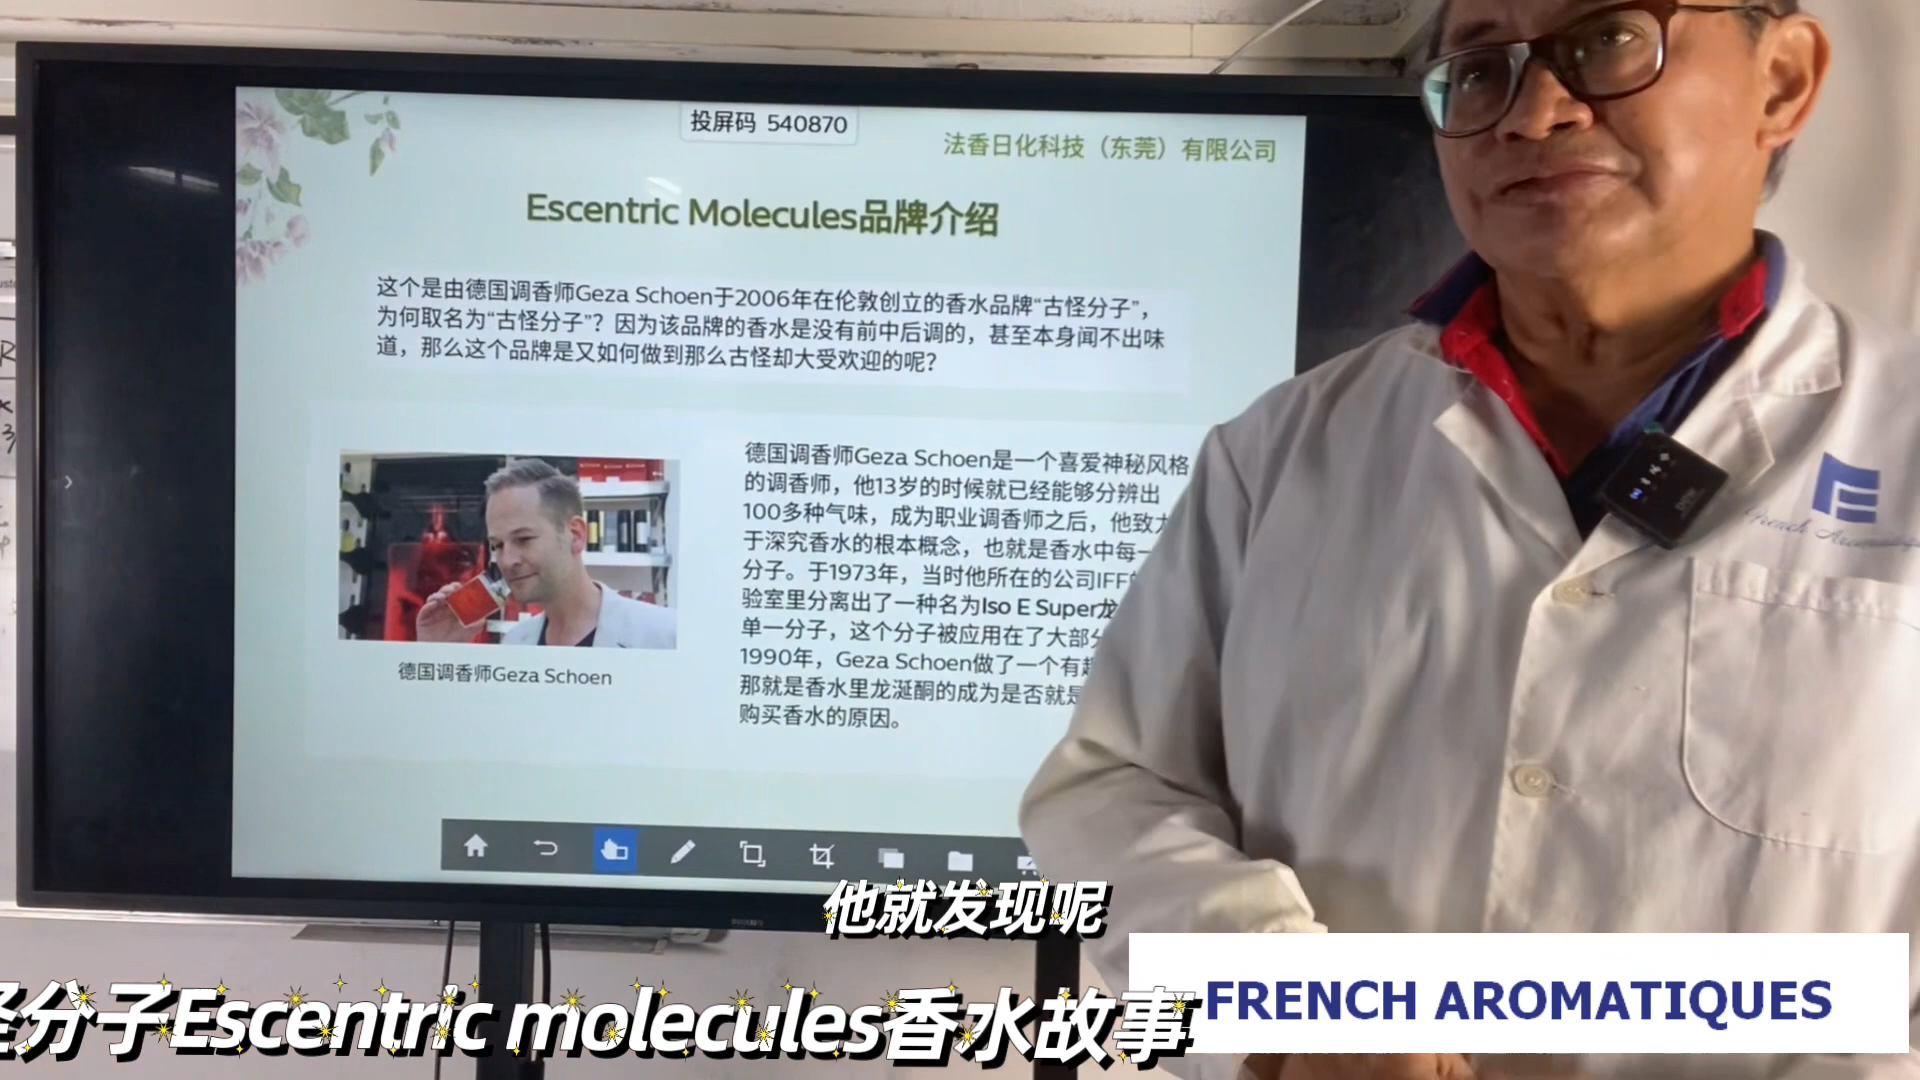 投屏码 540870
法香日化科技（东莞）有限公司
Escentric Molecules品牌介绍
这个是由德国调香师Geza Schoen于2006年在伦敦创立的香水品牌“古怪分子”，
为何取名为“古怪分子”？因为该品牌的香水是没有前中后调的，甚至本身闻不出味
道，那么这个品牌是又如何做到那么古怪却大受欢迎的呢？
德国调香师Geza Schoen是一个喜爱神秘风格
的调香师，他13岁的时候就已经能够分辨出
100多种气味，成为职业调香师之后，他致力
于深究香水的根本概念，也就是香水中每一
分子。于1973年，当时他所在的公司IFF
验室里分离出了一种名为Iso E Super龙
单一分子，这个分子被应用在了大部分
1990年，Geza Schoen做了一个有趣
那就是香水里龙涎酮的成为是否就是
购买香水的原因。
德国调香师Geza Schoen
French
他就发现呢
怪分子Escentric molecules香水故事
FRENCH AROMATIQUES